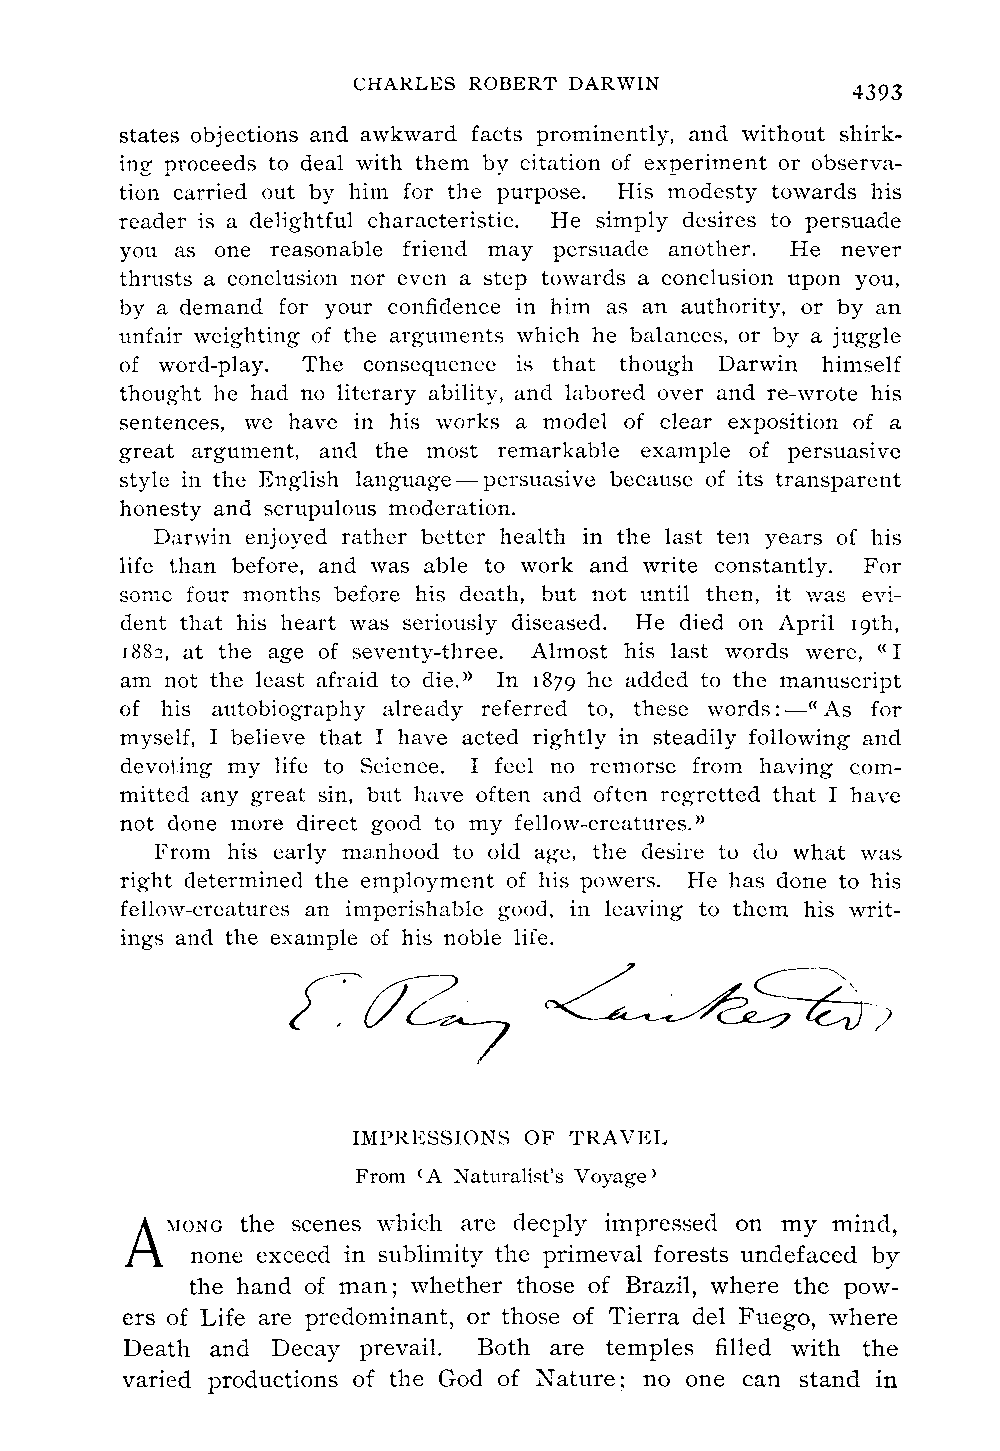 CHARLES ROBERT DARWIN 4393
states objections and awkward facts prominently, and without shirk-
ing proceeds to deal with them by citation of experiment or observa-
tion carried out by him for the purpose. His modesty towards his
reader is a delightful characteristic. He simply desires to persuade
you as one reasonable friend may persuade another. He never
thrusts a conclusion nor even a step towards a conclusion upon you,
by a demand for your confidence in him as an authority, or by an
unfair weighting of the arguments which he balances, or by a juggle
of word-play. The consequence is that though Darwin himself
thought he had no literary ability, and labored over and re-wrote his
sentences, we have in his works a model of clear exposition of a
great argument, and the most remarkable example of persuasive
style in the English language — persuasive because of its transparent
honesty and scrupulous moderation.
Darwin enjoyed rather better health in the last ten years of his
life than before, and was able to work and write constantly. For
some four months before his death, but not until then, it was evi-
dent that his heart was seriously diseased. He died on April 19th,
1882, at the age of seventy-three. Almost his last words were, «I
am not the least afraid to die.» In 1879 he added to the manuscript
of his autobiography already referred to, these words:—«As for
myself, I believe that I have acted rightly in steadily following and
devoting my life to Science. I feel no remorse from having com-
mitted any great sin, but have often and often regretted that I have
not done more direct good to my fellow-creatures.»
From his early manhood to old age, the desire to do what was
right determined the employment of his powers. He has done to his
fellow-creatures an imperishable good, in leaving to them his writ-
ings and the example of his noble life.
E. Ray Lankester
IMPRESSIONS OF TRAVEL
From ‹A Naturalist's Voyage›
AMONG the scenes which are deeply impressed on my mind,
none exceed in sublimity the primeval forests undefaced by
the hand of man; whether those of Brazil, where the pow-
ers of Life are predominant, or those of Tierra del Fuego, where
Death and Decay prevail. Both are temples filled with the
varied productions of the God of Nature; no one can stand in